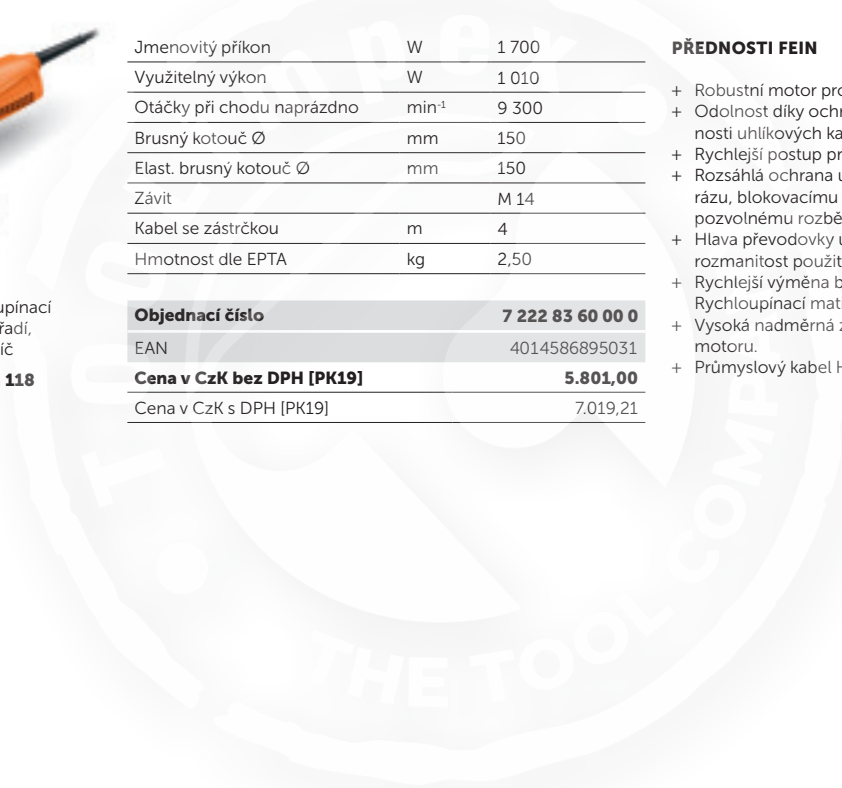 Jmenovitý příkon W 1 700
Využitelný výkon W 1 010
Otáčky při chodu naprázdno min-1 9 300
Brusný kotouč Ø mm 150
Elast. brusný kotouč Ø mm 150
Závit M 14
Kabel se zástrčkou m 4
Hmotnost dle EPTA kg 2,50
Objednací číslo 7 222 83 60 00 0
EAN 4014586895031
Cena v CzK bez DPH [PK19] 5.801,00
Cena v CzK s DPH [PK19] 7.019,21
118
PŘEDNOSTI FEIN
+ Robustní motor
+ Odolnost díky
nosti uhlíkových
+ Rychlejší postup
+ Rozsáhlá ochrana
rázu, blokovacímu
pozvolnému
+ Hlava převodovky
rozmanitost
+ Rychlejší výměna
Rychloupínací
+ Vysoká nadměrná
motoru.
+ Průmyslový kabel
THE TOOL